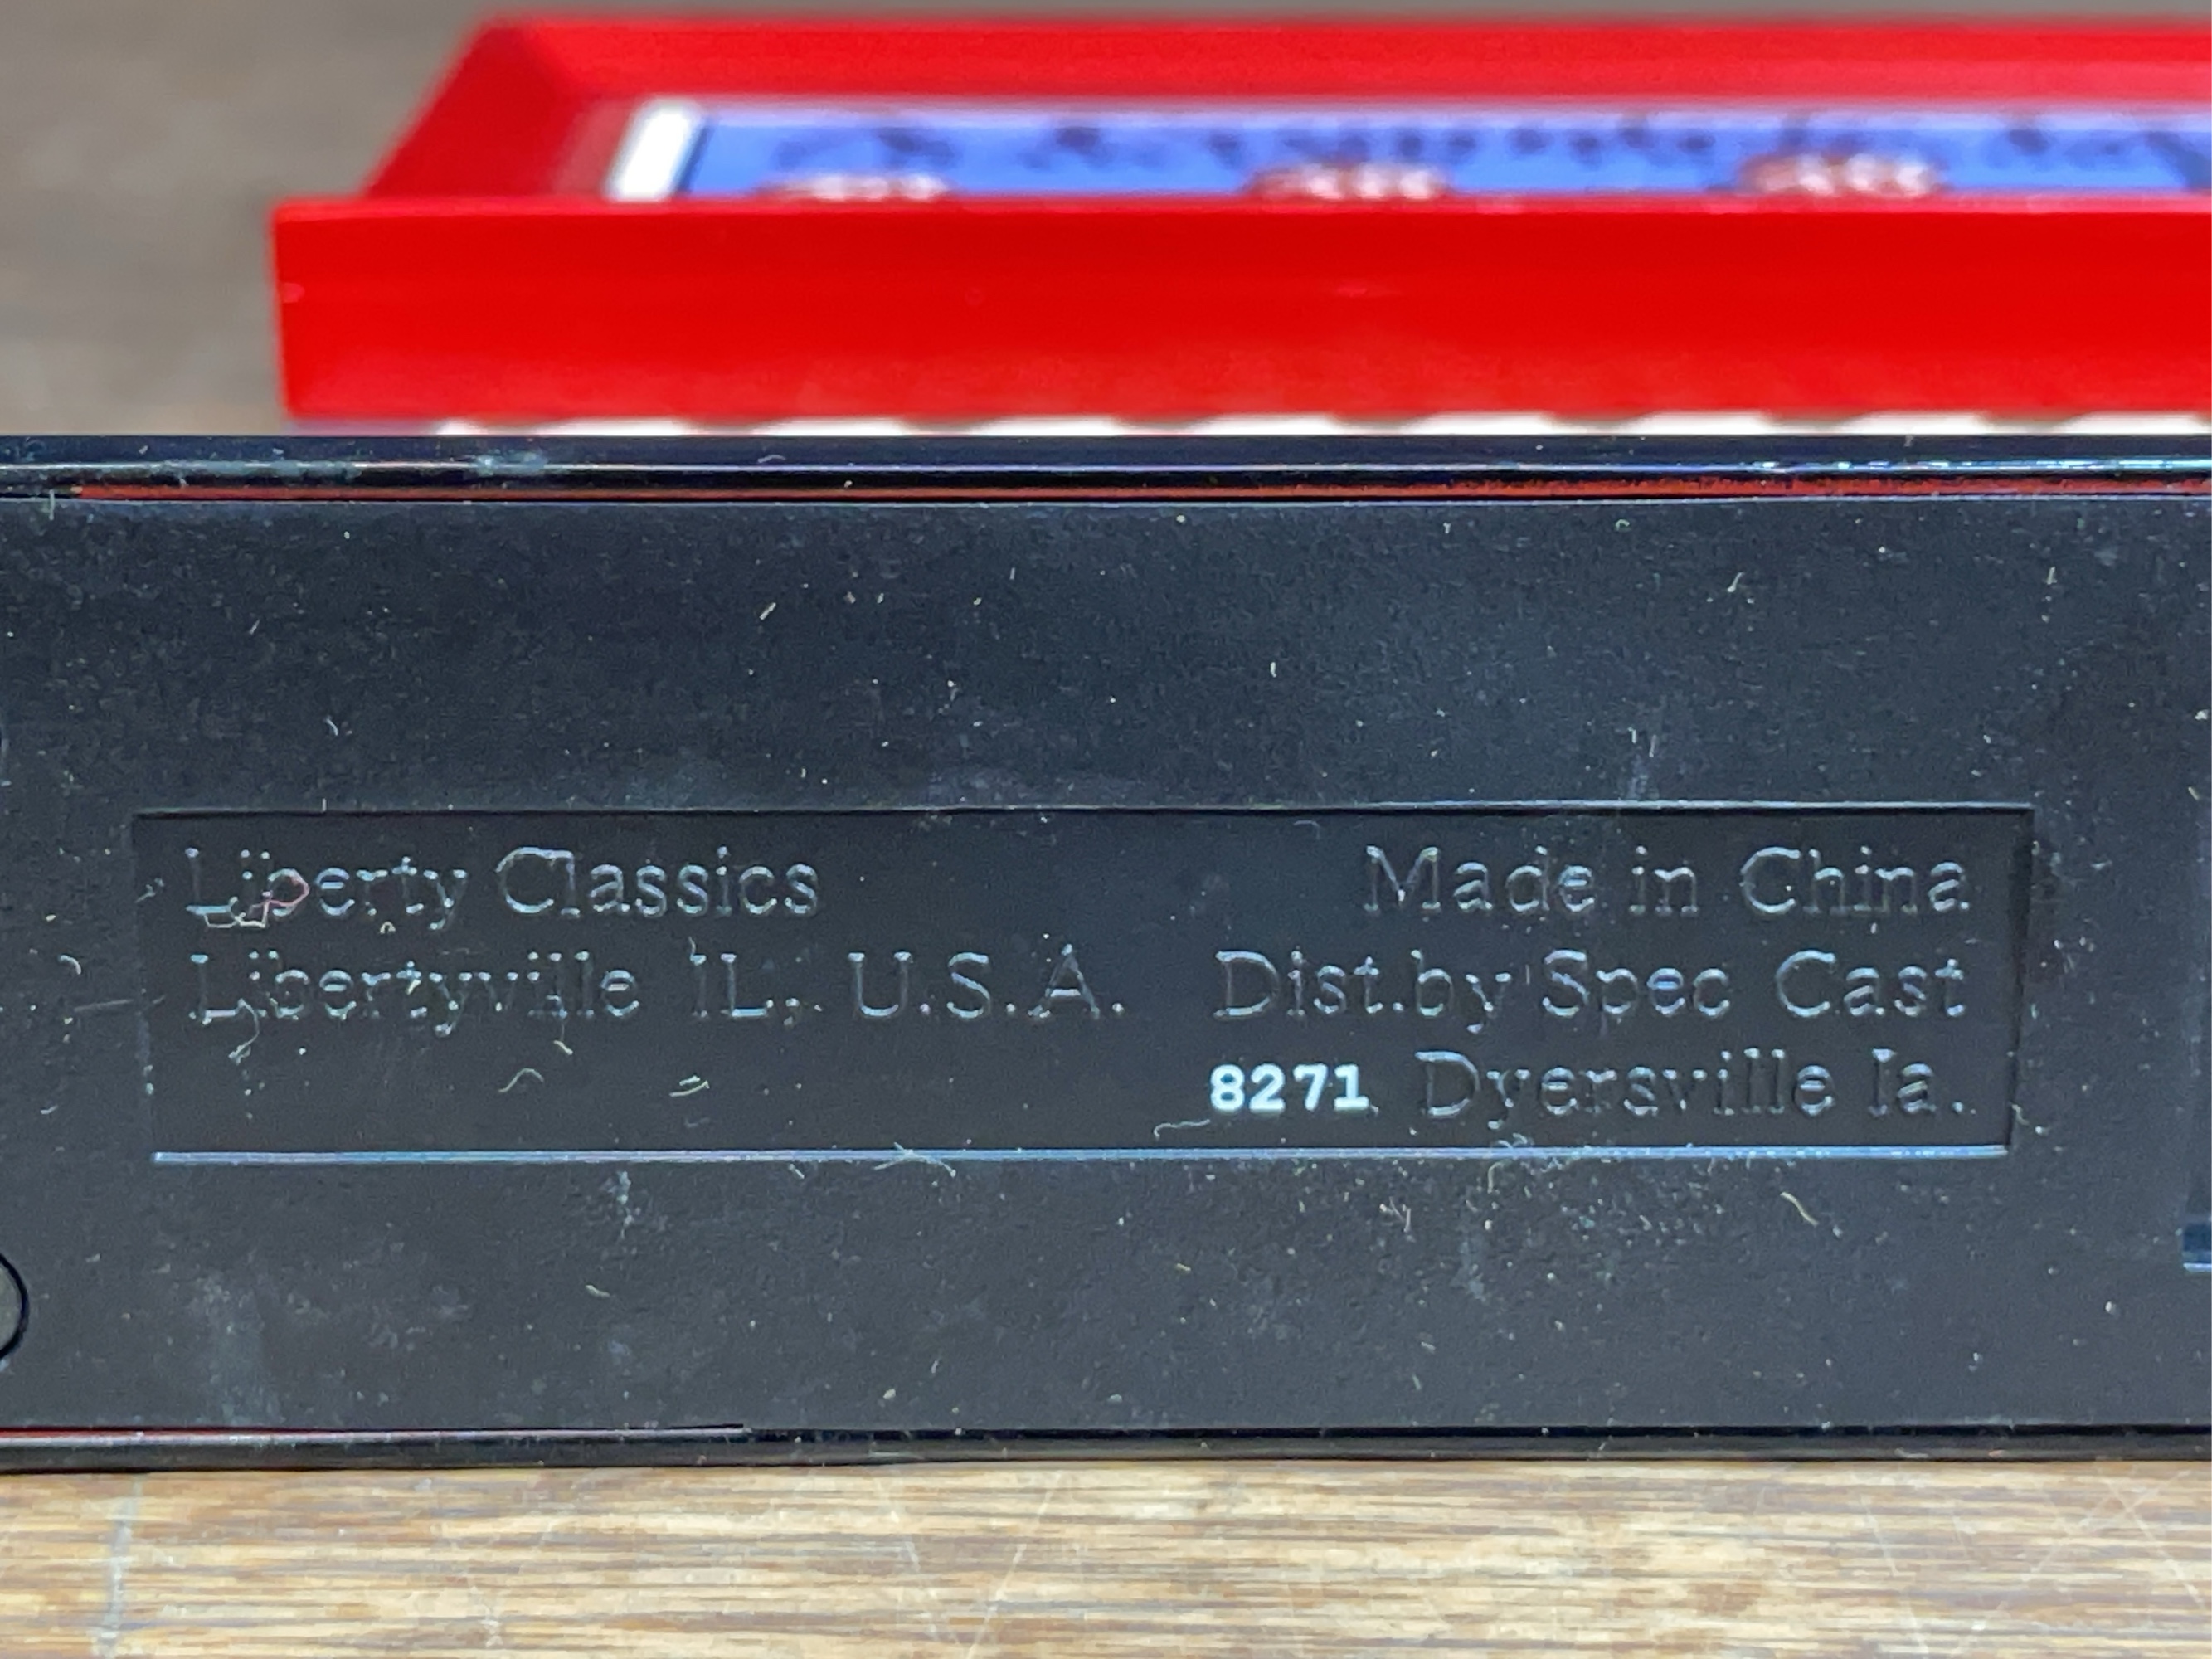 Liberty Classics
Libertyville IL, U.S.A.
Made in China
Dist.by Spec Cast
8271 Dyersville Ia.